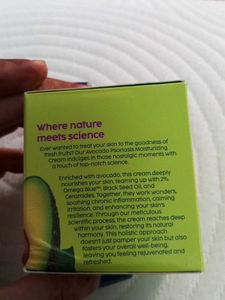 Where nature
meets science
Ever wanted to treat your skin to the goodness of
fresh fruits? Our Avocado Psoriasis Moisturizing
Cream indulges in those nostalgic moments with
a touch of top-notch science.
Enriched with avocado, this cream deeply
nourishes your skin, teaming up with 2%
Omega Blue™, Black Seed Oil, and
Ceramides. Together, they work wonders,
soothing chronic inflammation, calming
irritation, and enhancing your skin's
resilience. Through our meticulous
scientific process, the cream reaches deep
within your skin, restoring its natural
harmony. This holistic approach
doesn't just pamper your skin but also
fosters your overall well-being,
leaving you feeling rejuvenated and
refreshed.